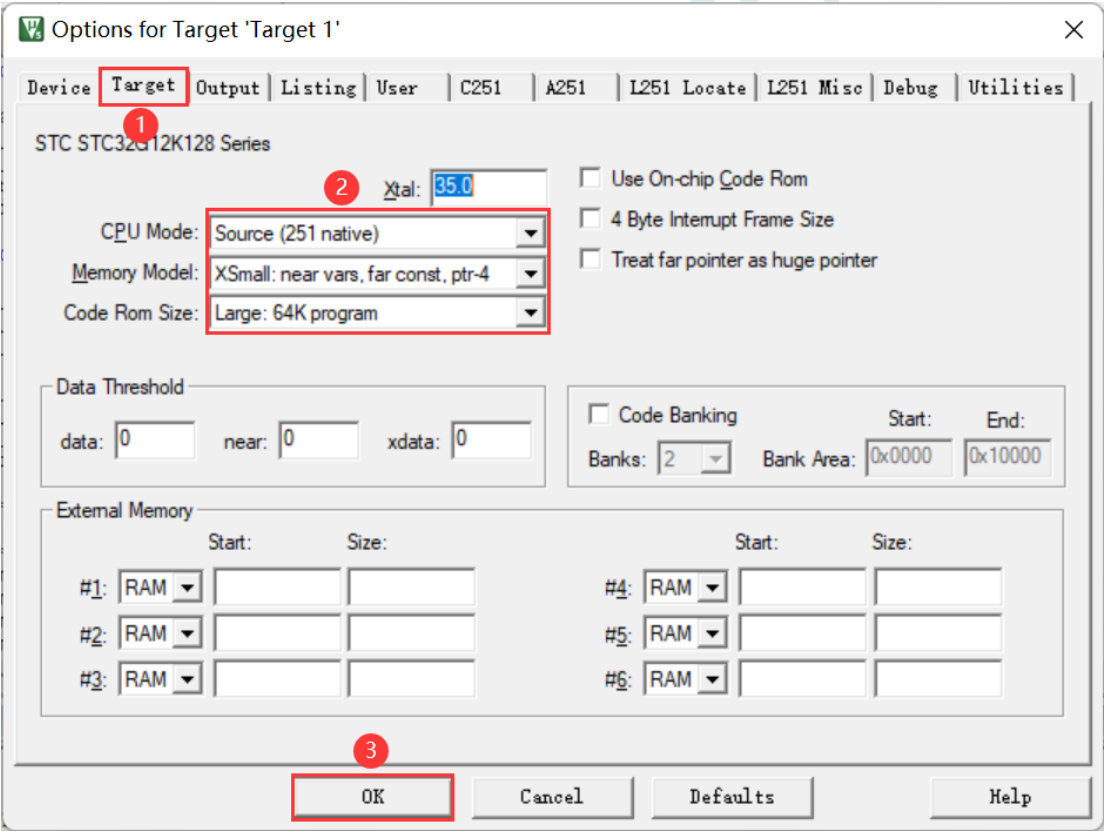 Options for Target 'Target 1'
Device Target Output Listing User C251 A251 L251 Locate L251 Misc Debug Utilities
1
STC STC32G12K128 Series
2 Xtal: 35.0
Use On-chip Code Rom
CPU Mode: Source (251 native)
4 Byte Interrupt Frame Size
Memory Model: XSmall: near vars, far const, ptr-4
Treat far pointer as huge pointer
Code Rom Size: Large: 64K program
Data Threshold
data: 0 near: 0 xdata: 0
Code Banking Start: End:
Banks: 2 Bank Area: 0x0000 0x10000
External Memory
Start: Size: Start: Size:
#1: RAM #4: RAM
#2: RAM #5: RAM
#3: RAM #6: RAM
3
OK Cancel Defaults Help